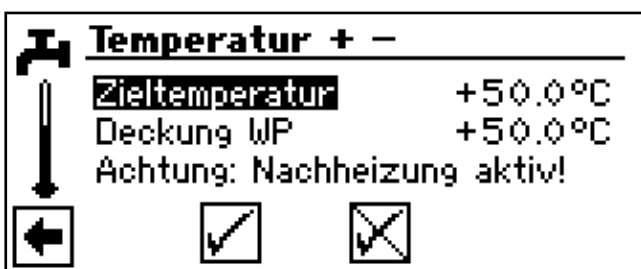 Temperatur + −
Zieltemperatur +50.0°C
Deckung WP +50.0°C
Achtung: Nachheizung aktiv!